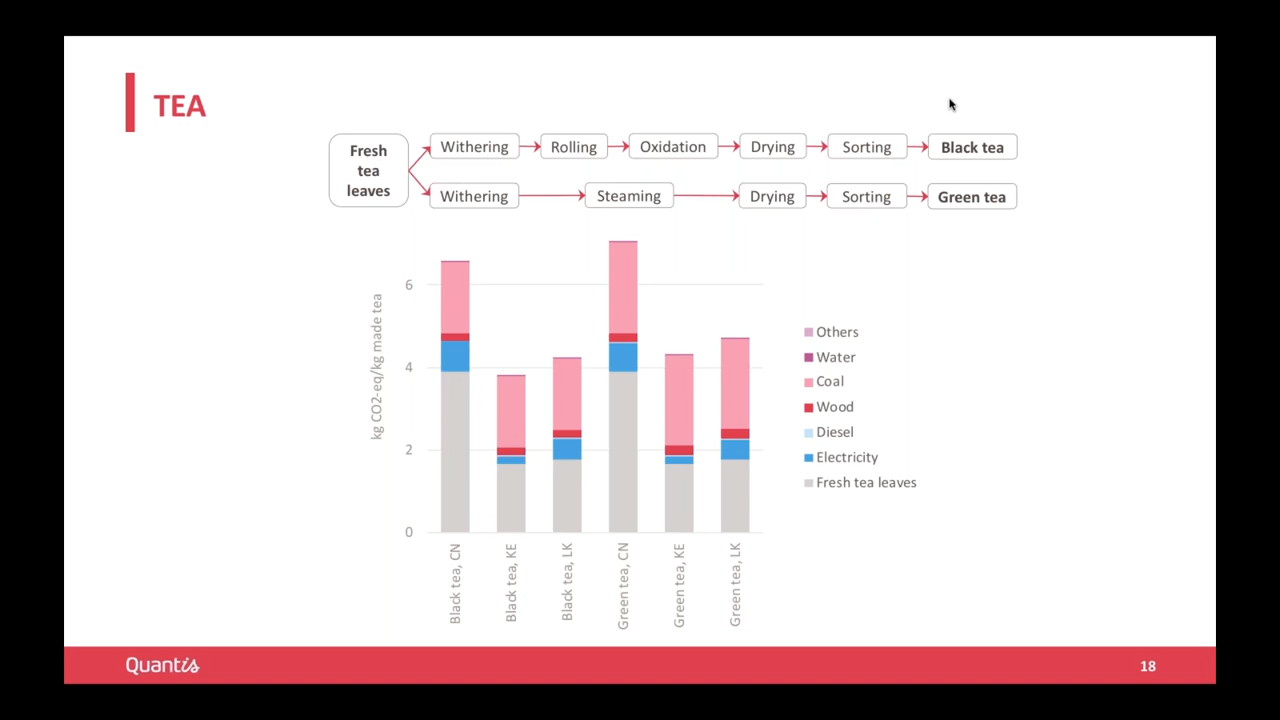 TEA
Fresh
tea
leaves
Withering
Rolling
Oxidation
Drying
Sorting
Black tea
Withering
Steaming
Drying
Sorting
Green tea
kg CO2-eq/kg made tea
6
4
2
0
Black tea, CN
Black tea, KE
Black tea, LK
Green tea, CN
Green tea, KE
Green tea, LK
Others
Water
Coal
Wood
Diesel
Electricity
Fresh tea leaves
Quantis
18